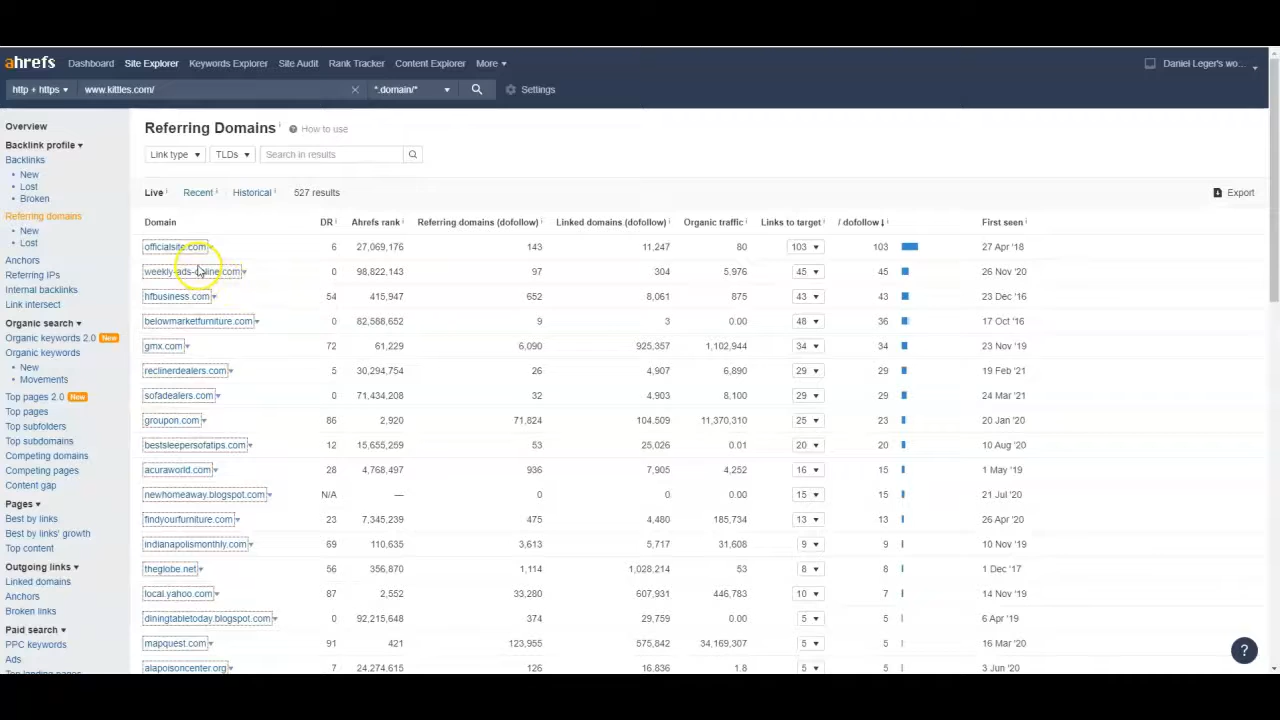 ahrefs Dashboard Site Explorer Keywords Explorer Site Audit Rank Tracker Content Explorer More Daniel Leger's wo...
http + https www.kittles.com/ *.domain/* Settings
Overview
Backlink profile
Backlinks
New
Lost
Broken
Referring domains
New
Lost
Anchors
Referring IPs
Internal backlinks
Link intersect
Organic search
Organic keywords 2.0 New
Organic keywords
New
Movements
Top pages 2.0 New
Top pages
Top subfolders
Top subdomains
Competing domains
Competing pages
Content gap
Pages
Best by links
Best by links' growth
Top content
Outgoing links
Linked domains
Anchors
Broken links
Paid search
PPC keywords
Ads
Top landing pages
Referring Domains i ? How to use
Link type TLDs Search in results
Live i Recent i Historical i 527 results Export
Domain DR i Ahrefs rank i Referring domains (dofollow) i Linked domains (dofollow) i Organic traffic i Links to target i / dofollow ↓ i First seen i
officialsite.com 6 27,069,176 143 11,247 80 103 103 27 Apr '18
weekly-ads-online.com 0 98,822,143 97 304 5,976 45 45 26 Nov '20
hfbusiness.com 54 415,947 652 8,061 875 43 43 23 Dec '16
belowmarketfurniture.com 0 82,588,652 9 3 0.00 48 36 17 Oct '16
gmx.com 72 61,229 6,090 925,357 1,102,944 34 34 23 Nov '19
reclinerdealers.com 5 30,294,754 26 4,907 6,890 29 29 19 Feb '21
sofadealers.com 0 71,434,208 32 4,903 8,100 29 29 24 Mar '21
groupon.com 86 2,920 71,824 104,509 11,370,310 25 23 20 Jan '20
bestsleepersofatips.com 12 15,655,259 53 25,026 0.01 20 20 10 Aug '20
acuraworld.com 28 4,768,497 936 7,905 4,252 16 15 1 May '19
newhomeaway.blogspot.com N/A — 0 0 0.00 15 15 21 Jul '20
findyourfurniture.com 23 7,345,239 475 4,480 185,734 13 13 26 Apr '20
indianapolismonthly.com 69 110,635 3,613 5,717 31,608 9 9 10 Nov '19
theglobe.net 56 356,870 1,114 1,028,214 53 8 8 1 Dec '17
local.yahoo.com 87 2,552 33,280 607,931 446,783 10 7 14 Nov '19
diningtabletoday.blogspot.com 0 92,215,648 374 29,759 0.00 5 5 6 Apr '19
mapquest.com 91 421 123,955 575,842 34,169,307 5 5 16 Mar '20
alapoisoncenter.org 7 24,274,615 126 16,836 1.8 5 5 3 Jun '20
?